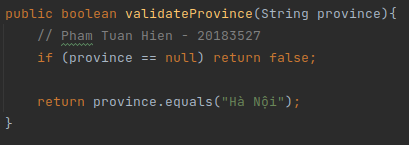 public boolean validateProvince(String province){
// Pham Tuan Hien - 20183527
if (province == null) return false;
return province.equals("Hà Nội");
}